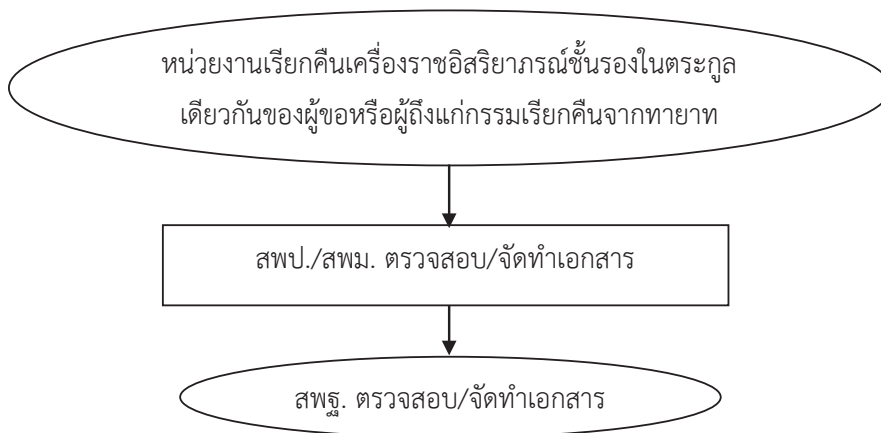 หน่วยงานเรียกคืนเครื่องราชอิสริยาภรณ์ชั้นรองในตระกูล
เดียวกันของผู้ขอหรือผู้ถึงแก่กรรมเรียกคืนจากทายาท
สพป./สพม. ตรวจสอบ/จัดทำเอกสาร
สพฐ. ตรวจสอบ/จัดทำเอกสาร